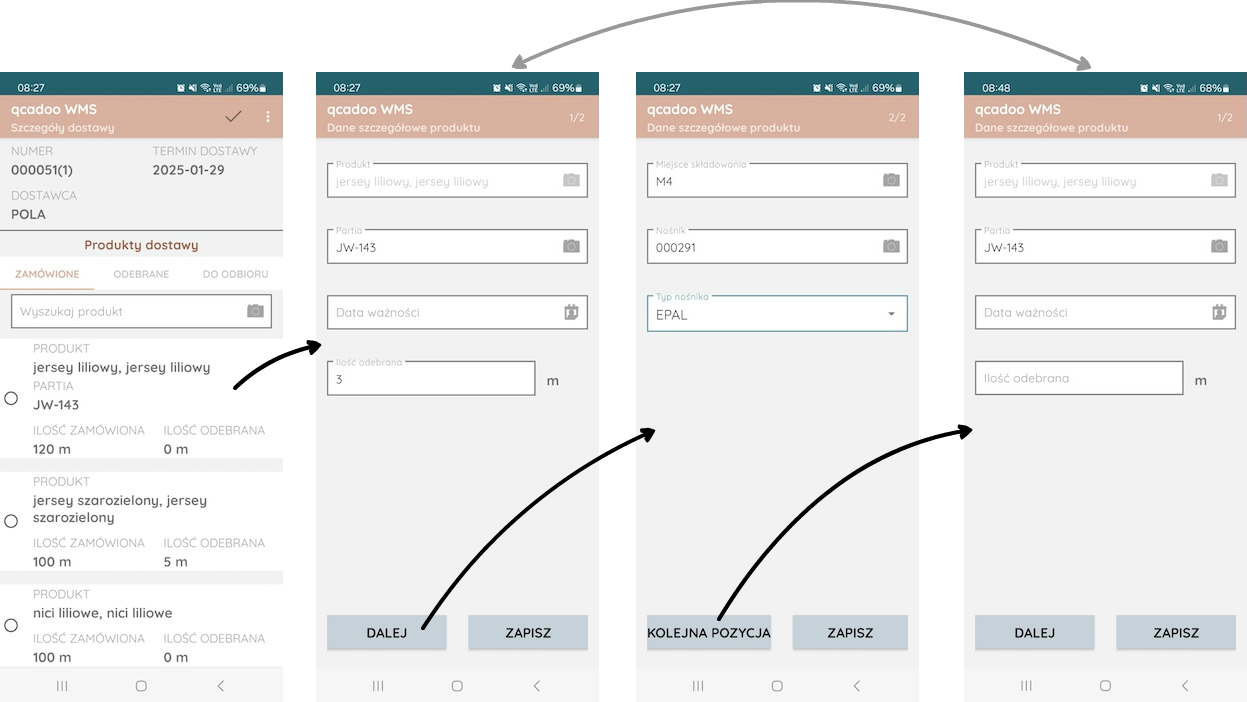 08:27
69%
qcadoo WMS
Szczegóły dostawy
NUMER
TERMIN DOSTAWY
000051(1)
2025-01-29
DOSTAWCA
POLA
Produkty dostawy
ZAMÓWIONE
ODEBRANE
DO ODBIORU
Wyszukaj produkt
PRODUKT
jersey liliowy, jersey liliowy
PARTIA
JW-143
ILOŚĆ ZAMÓWIONA
ILOŚĆ ODEBRANA
120 m
0 m
PRODUKT
jersey szarozielony, jersey
szarozielony
ILOŚĆ ZAMÓWIONA
ILOŚĆ ODEBRANA
100 m
5 m
PRODUKT
nici liliowe, nici liliowe
ILOŚĆ ZAMÓWIONA
ILOŚĆ ODEBRANA
100 m
0 m
08:27
69%
qcadoo WMS
Dane szczegółowe produktu
1/2
Produkt
jersey liliowy, jersey liliowy
Partia
JW-143
Data ważności
Ilość odebrana
3
m
DALEJ
ZAPISZ
08:27
69%
qcadoo WMS
Dane szczegółowe produktu
2/2
Miejsce składowania
M4
Nośnik
000291
Typ nośnika
EPAL
KOLEJNA POZYCJA
ZAPISZ
08:48
68%
qcadoo WMS
Dane szczegółowe produktu
1/2
Produkt
jersey liliowy, jersey liliowy
Partia
JW-143
Data ważności
Ilość odebrana
m
DALEJ
ZAPISZ